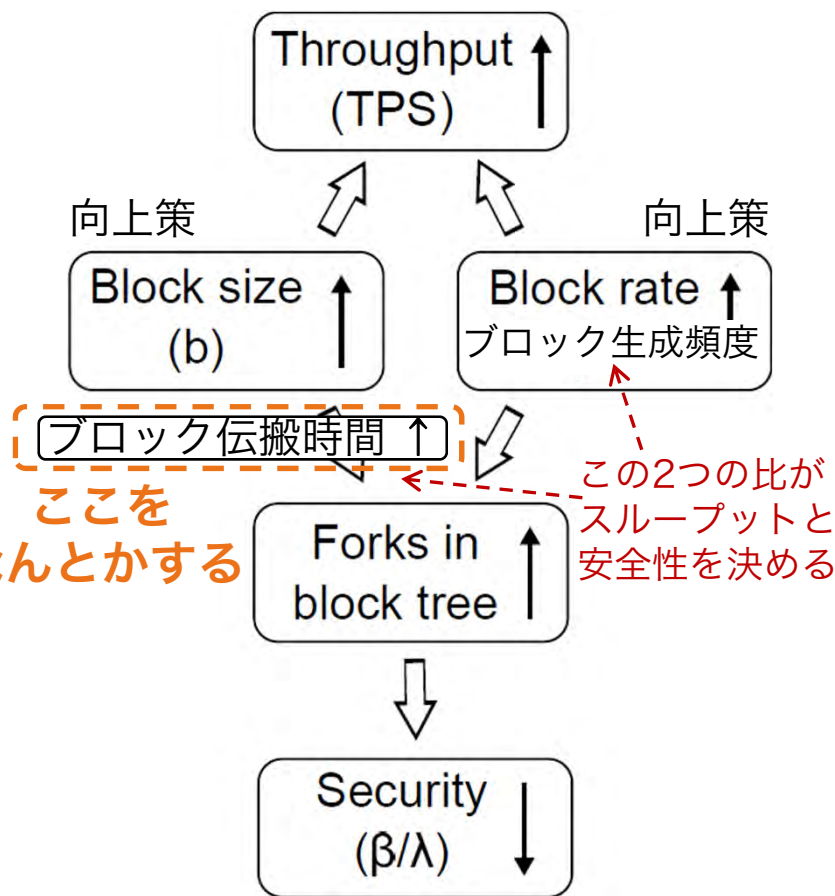 Throughput ↑
(TPS)
向上策
向上策
Block size ↑
(b)
Block rate ↑
ブロック生成頻度
ブロック伝搬時間 ↑
ここを
んとかする
この2つの比が
スループットと
安全性を決める
Forks in ↑
block tree
Security ↓
(β/λ)